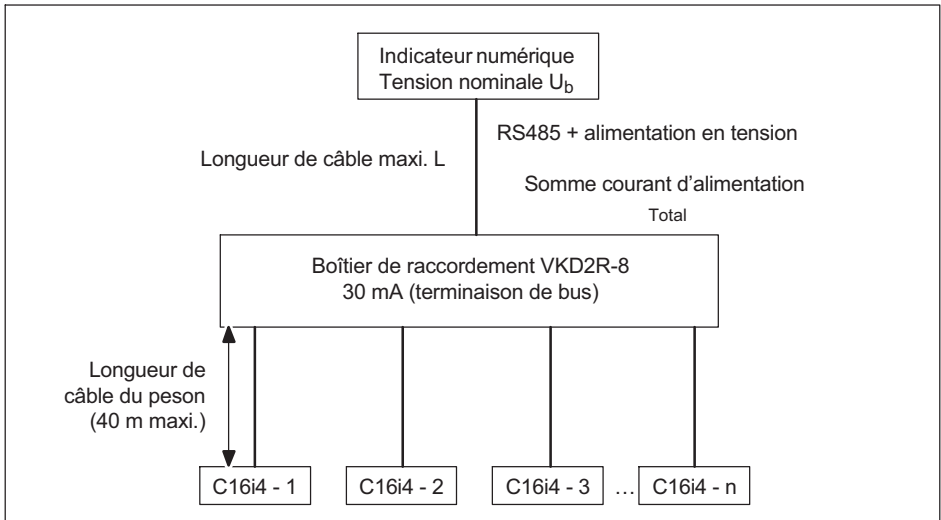 Indicateur numérique
Tension nominale Ub
RS485 + alimentation en tension
Longueur de câble maxi. L
Somme courant d'alimentation
Total
Boîtier de raccordement VKD2R-8
30 mA (terminaison de bus)
Longueur de
câble du peson
(40 m maxi.)
C16i4 - 1
C16i4 - 2
C16i4 - 3
...
C16i4 - n